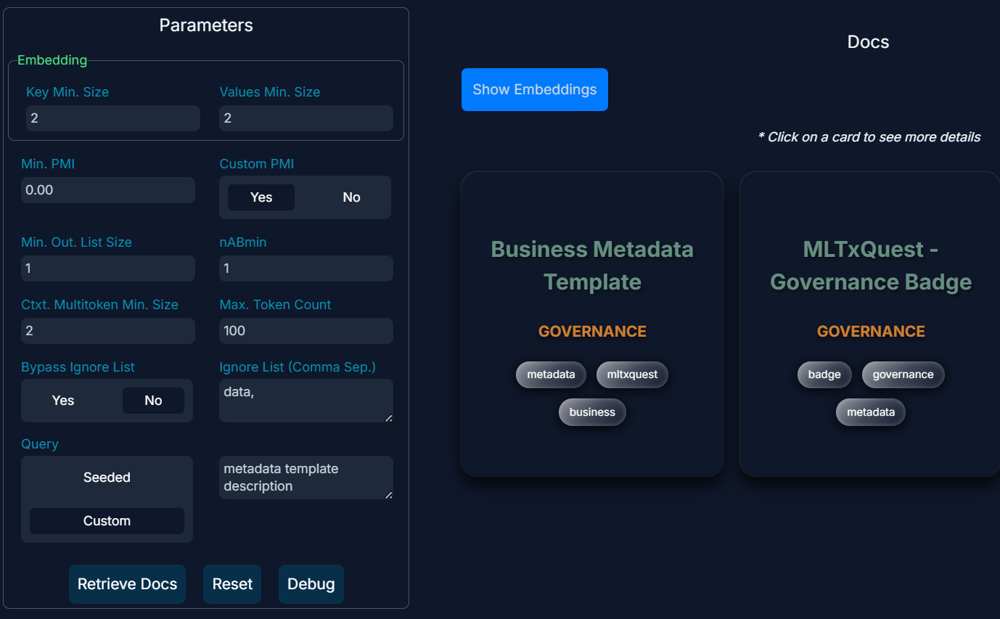 Parameters
Embedding
Key Min. Size
Values Min. Size
2
2
Min. PMI
Custom PMI
0.00
Yes
No
Min. Out. List Size
nABmin
1
1
Ctxt. Multitoken Min. Size
Max. Token Count
2
100
Bypass Ignore List
Ignore List (Comma Sep.)
Yes
No
data,
Query
Seeded
Custom
metadata template
description
Retrieve Docs
Reset
Debug
Docs
Show Embeddings
* Click on a card to see more details
Business Metadata
Template
GOVERNANCE
metadata
mltxquest
business
MLTxQuest -
Governance Badge
GOVERNANCE
badge
governance
metadata